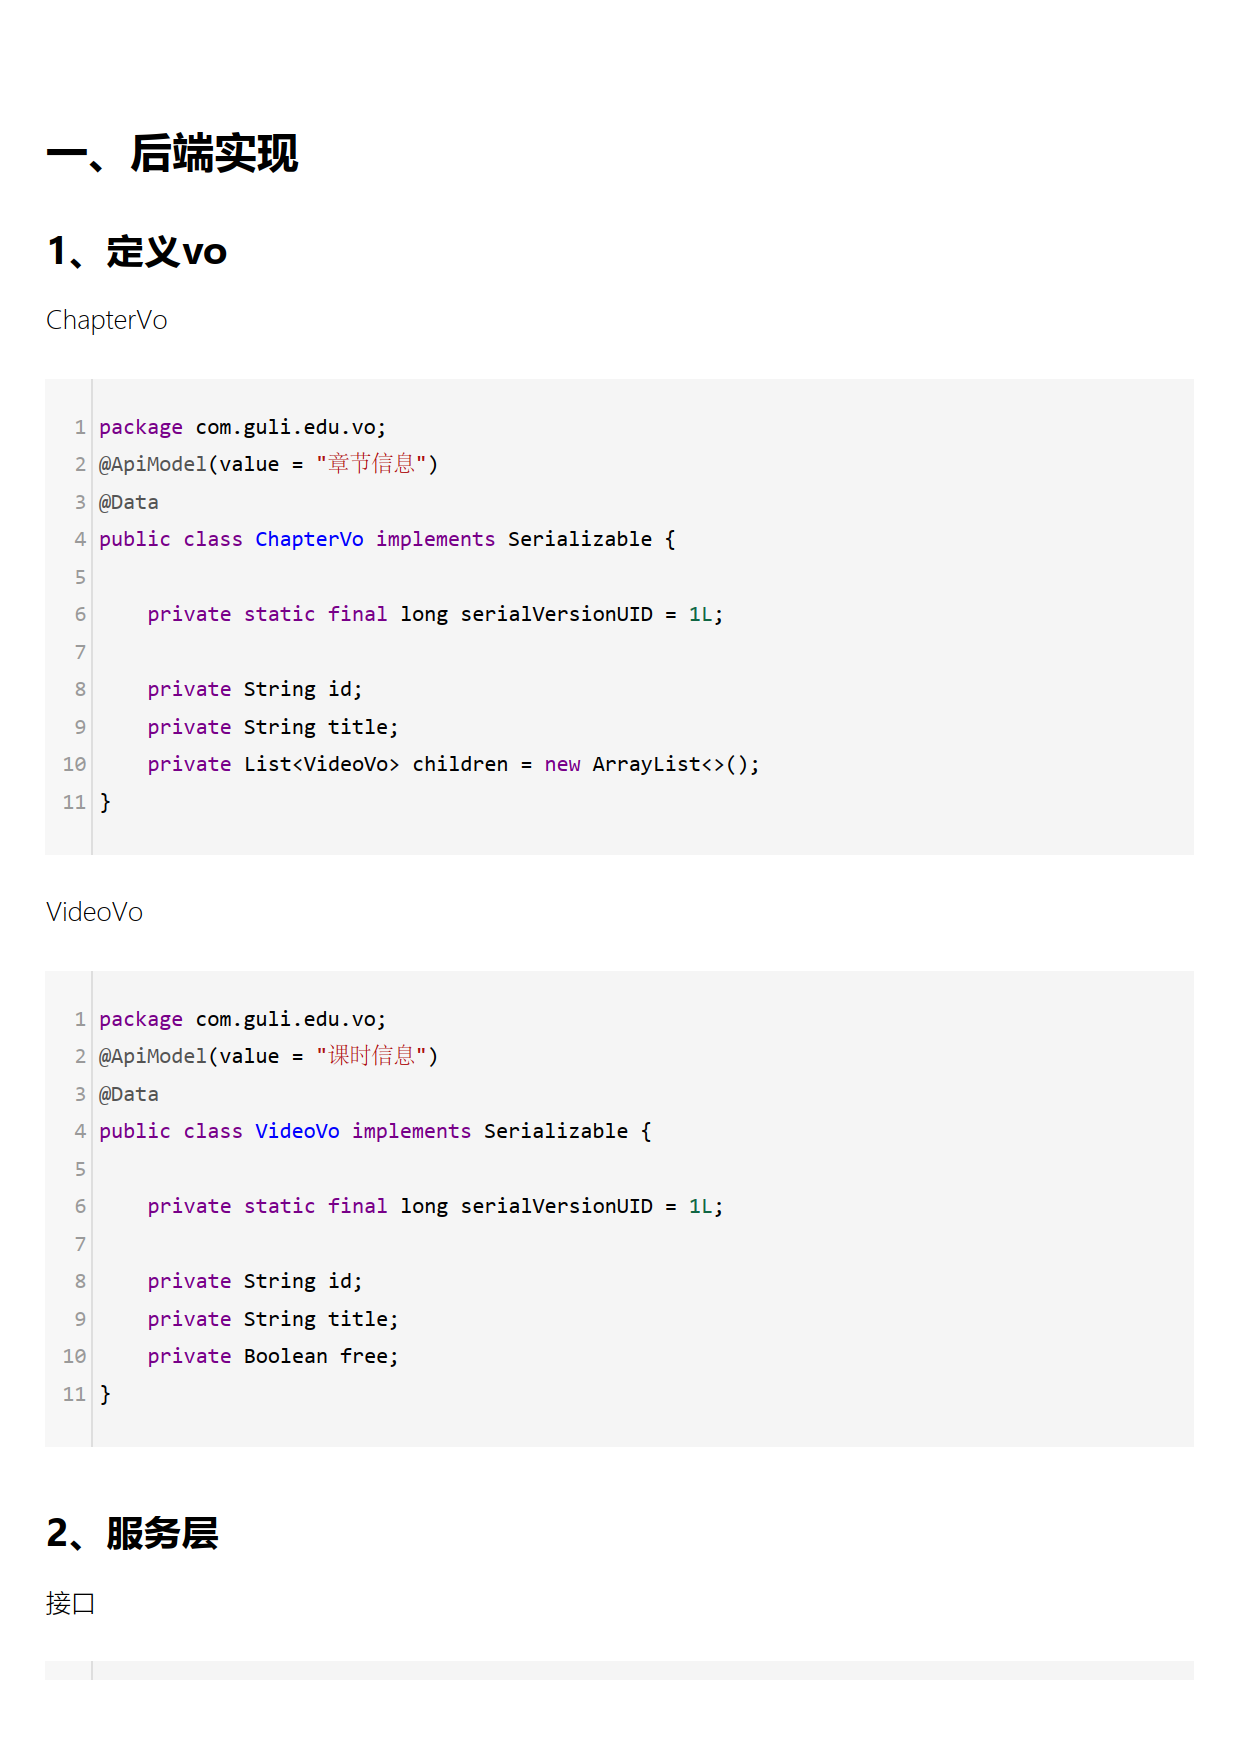 一、后端实现
1、定义vo
ChapterVo
1 package com.guli.edu.vo;
2 @ApiModel(value = "章节信息")
3 @Data
4 public class ChapterVo implements Serializable {
5
6     private static final long serialVersionUID = 1L;
7
8     private String id;
9     private String title;
10     private List<VideoVo> children = new ArrayList<>();
11 }
VideoVo
1 package com.guli.edu.vo;
2 @ApiModel(value = "课时信息")
3 @Data
4 public class VideoVo implements Serializable {
5
6     private static final long serialVersionUID = 1L;
7
8     private String id;
9     private String title;
10     private Boolean free;
11 }
2、服务层
接口